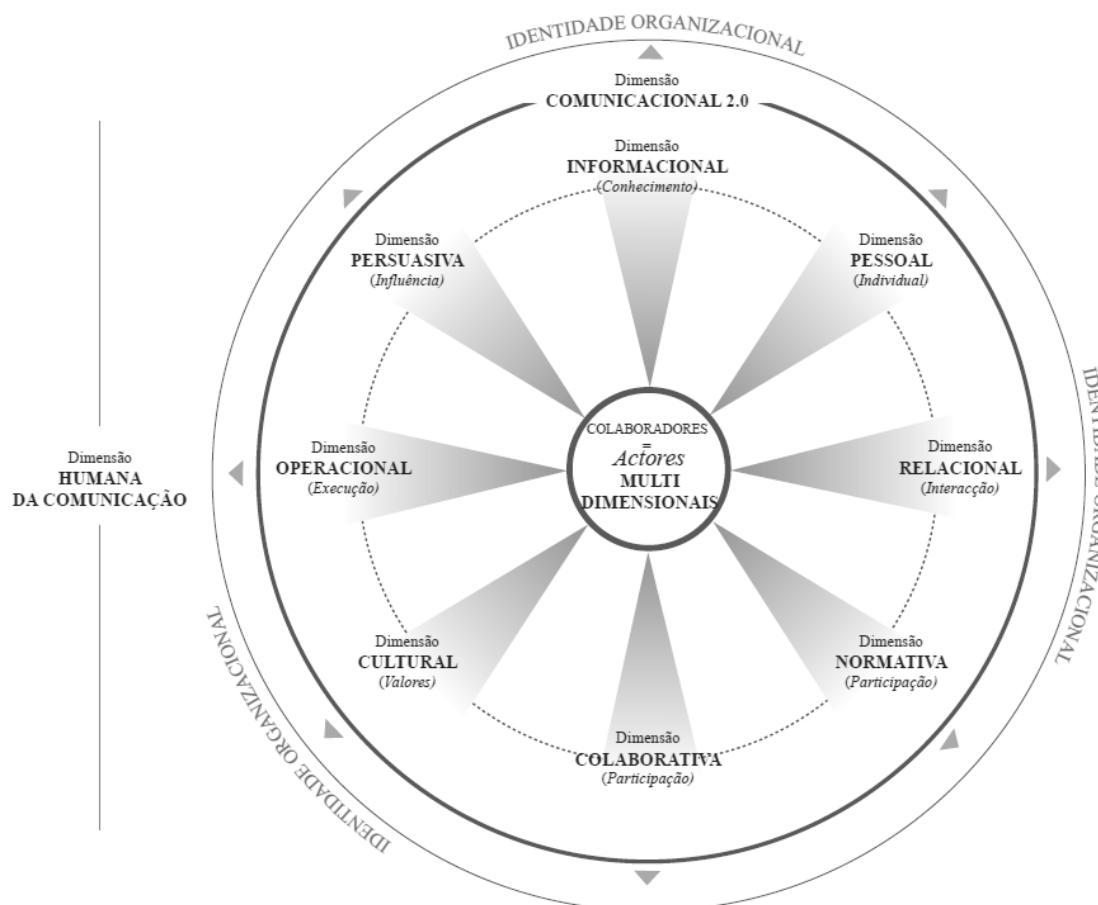 IDENTIDADE ORGANIZACIONAL
Dimensão
COMUNICACIONAL 2.0
Dimensão
INFORMACIONAL
(Conhecimento)
Dimensão
PERSUASIVA
(Influência)
Dimensão
PESSOAL
(Individual)
Dimensão
HUMANA
DA COMUNICAÇÃO
Dimensão
OPERACIONAL
(Execução)
COLABORADORES
=
Actores
MULTI
DIMENSIONAIS
Dimensão
RELACIONAL
(Interacção)
IDENTIDADE ORGANIZACIONAL
Dimensão
CULTURAL
(Valores)
Dimensão
NORMATIVA
(Participação)
Dimensão
COLABORATIVA
(Participação)
IDENTIDADE ORGANIZACIONAL